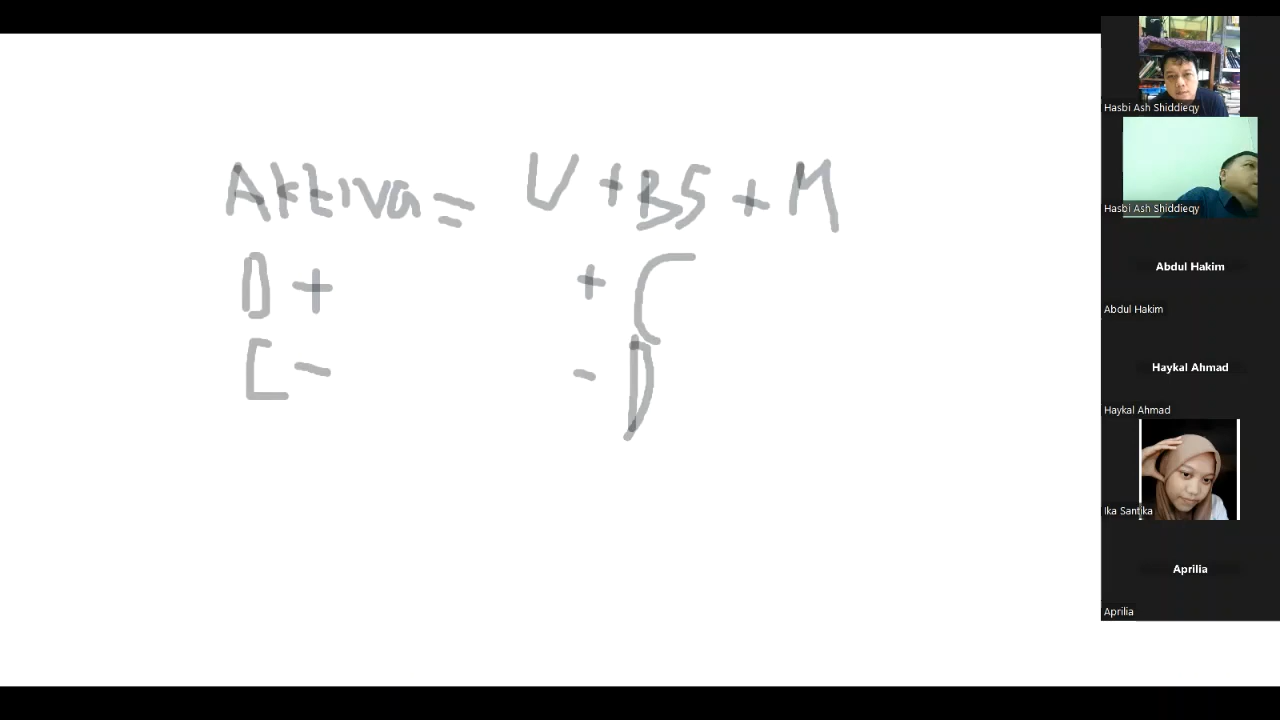 Aktiva = U + BS + M
D + + C
C - - D
Hasbi Ash Shiddieqy
Hasbi Ash Shiddieqy
Abdul Hakim
Abdul Hakim
Haykal Ahmad
Haykal Ahmad
Ika Santika
Aprilia
Aprilia